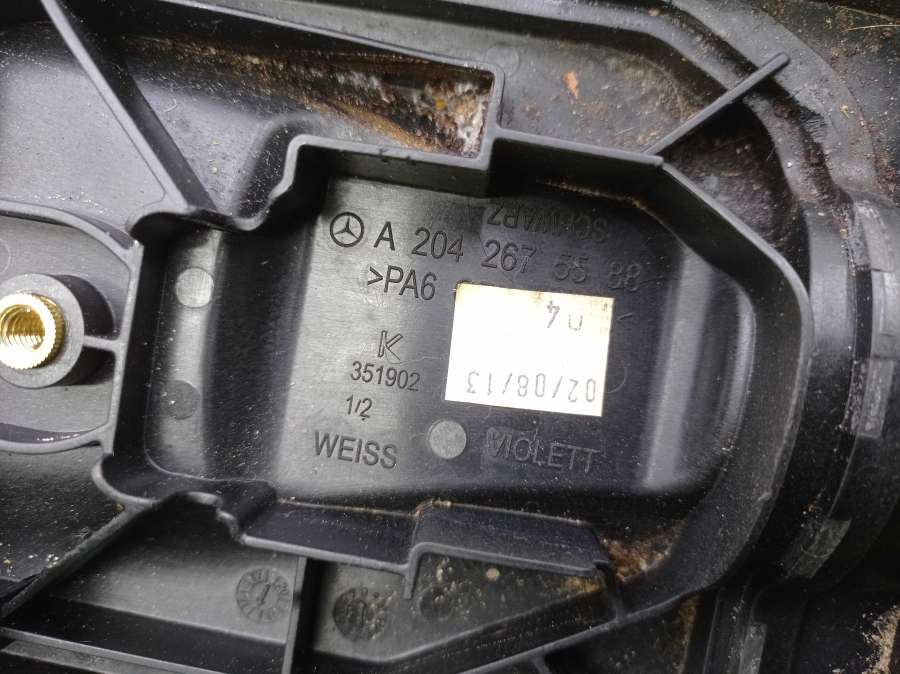 SCHWARZ
A 204 267 55 88
>PA6
<
04
02/08/13
K
351902
1/2
WEISS
VIOLETT